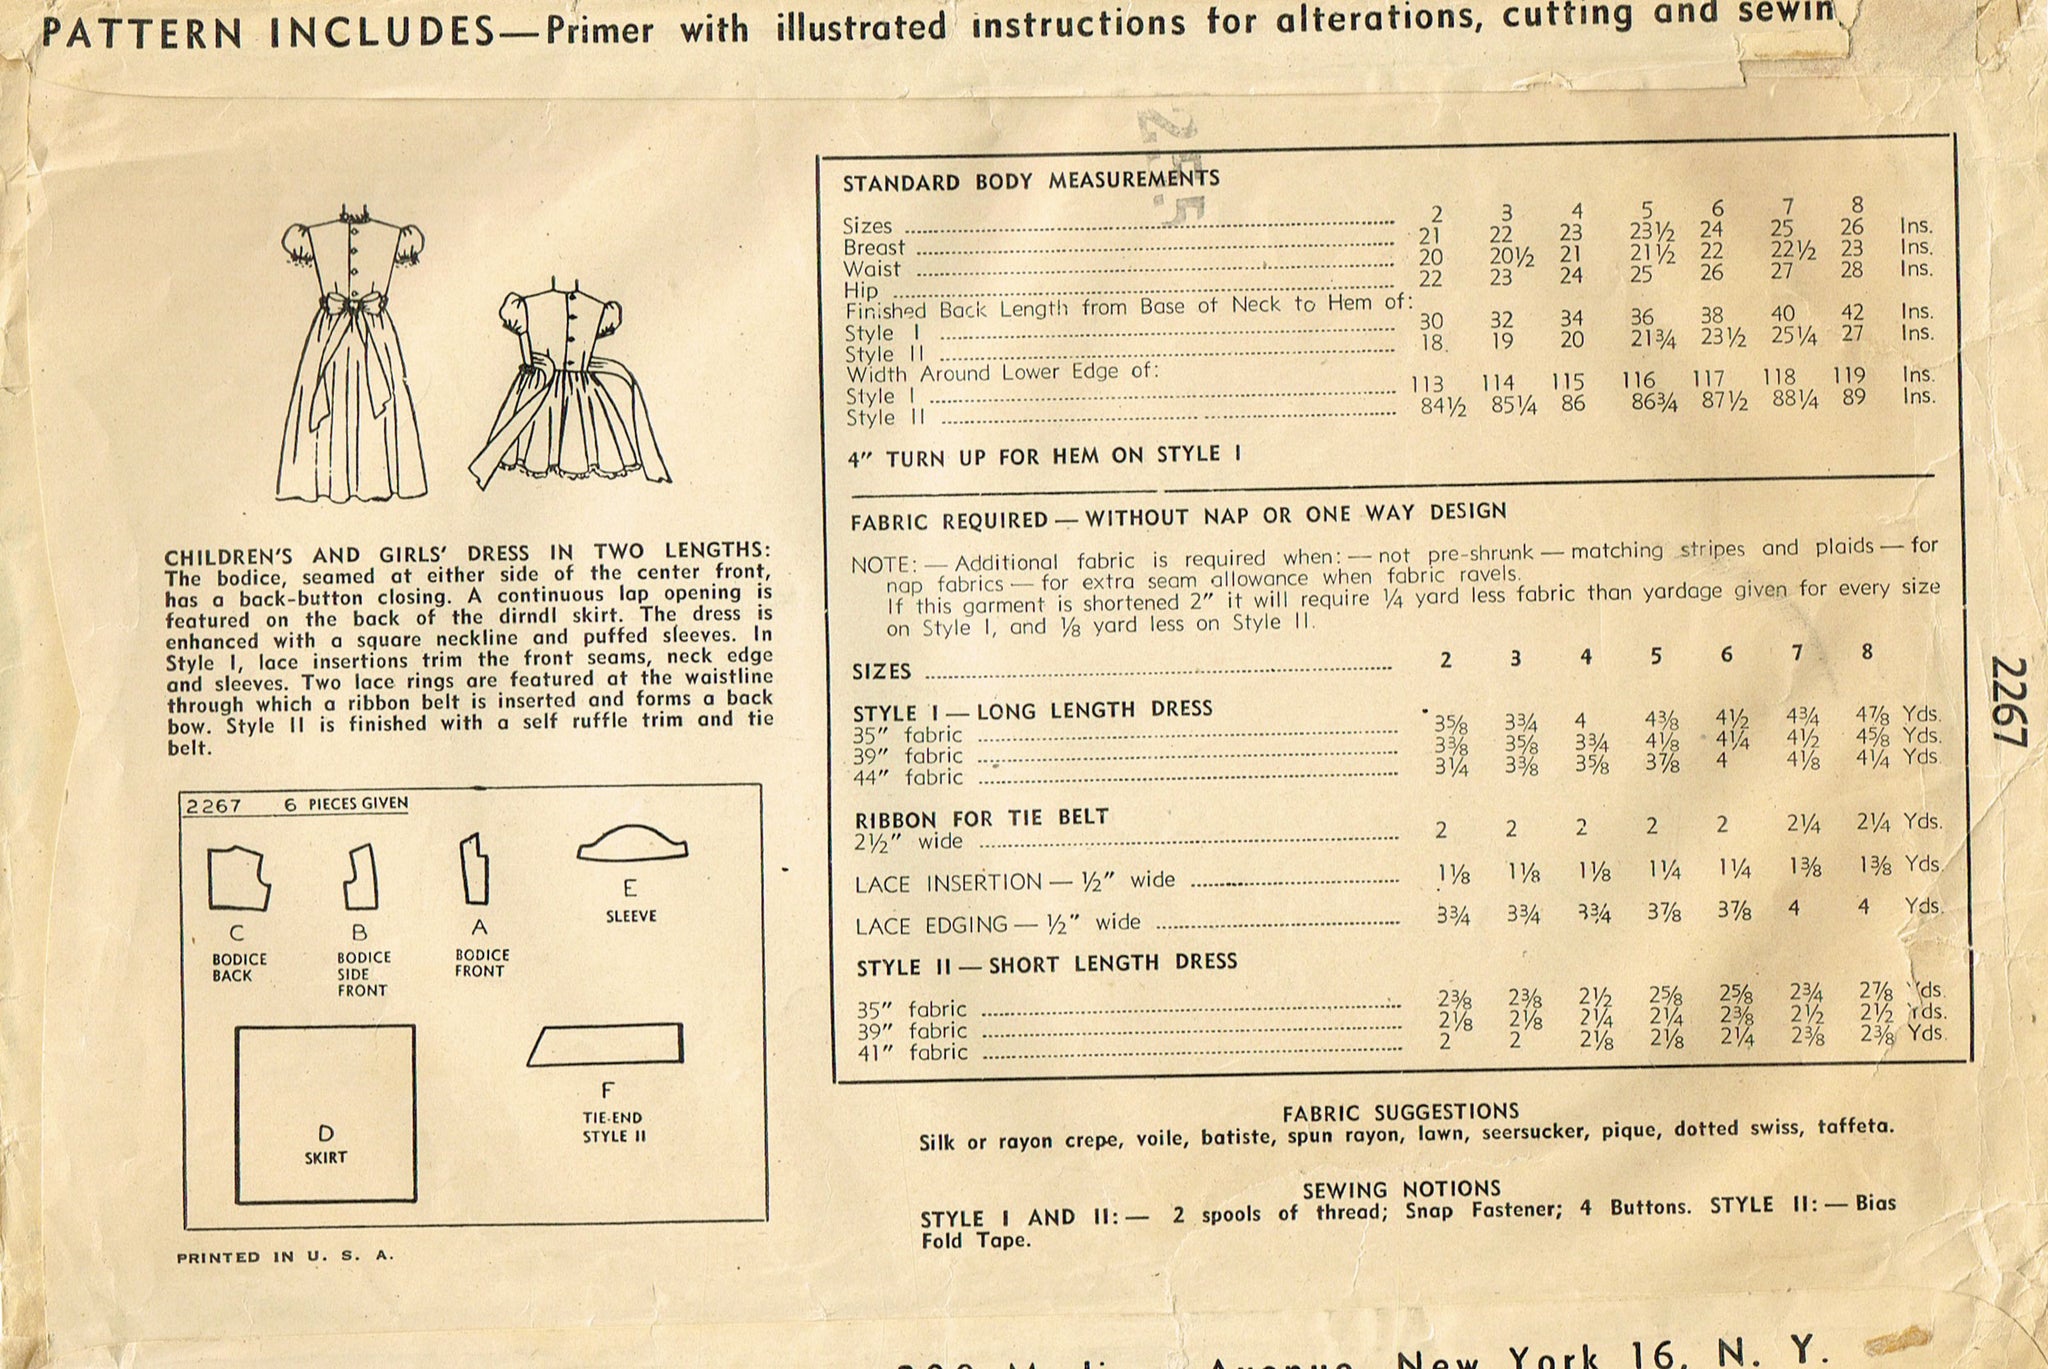 PATTERN INCLUDES—Primer with illustrated instructions for alterations, cutting and sewin
25.5
STANDARD BODY MEASUREMENTS
Sizes 2 3 4 5 6 7 8
Breast 21 22 23 23½ 24 25 26 Ins.
Waist 20 20½ 21 21½ 22 22½ 23 Ins.
Hip 22 23 24 25 26 27 28 Ins.
Finished Back Length from Base of Neck to Hem of:
Style I 30 32 34 36 38 40 42 Ins.
Style II 18 19 20 21¾ 23½ 25¼ 27 Ins.
Width Around Lower Edge of:
Style I 113 114 115 116 117 118 119 Ins.
Style II 84½ 85¼ 86 86¾ 87½ 88¼ 89 Ins.
4" TURN UP FOR HEM ON STYLE I
FABRIC REQUIRED — WITHOUT NAP OR ONE WAY DESIGN
NOTE: — Additional fabric is required when: — not pre-shrunk — matching stripes and plaids — for
nap fabrics — for extra seam allowance when fabric ravels.
If this garment is shortened 2" it will require ¼ yard less fabric than yardage given for every size
on Style I, and ⅛ yard less on Style II.
SIZES 2 3 4 5 6 7 8
STYLE I — LONG LENGTH DRESS
35" fabric 3⅝ 3¾ 4 4⅜ 4½ 4¾ 4⅞ Yds.
39" fabric 3⅜ 3⅝ 3¾ 4⅛ 4¼ 4½ 4⅝ Yds.
44" fabric 3¼ 3⅜ 3⅝ 3⅞ 4 4⅛ 4¼ Yds.
RIBBON FOR TIE BELT
2½" wide 2 2 2 2 2 2¼ 2¼ Yds.
LACE INSERTION — ½" wide 1⅛ 1⅛ 1⅛ 1¼ 1¼ 1⅜ 1⅜ Yds.
LACE EDGING — ½" wide 3¾ 3¾ 3¾ 3⅞ 3⅞ 4 4 Yds.
STYLE II — SHORT LENGTH DRESS
35" fabric 2⅜ 2⅜ 2½ 2⅝ 2⅝ 2¾ 2⅞ Yds.
39" fabric 2⅛ 2⅛ 2¼ 2¼ 2⅜ 2½ 2½ Yds.
41" fabric 2 2 2⅛ 2⅛ 2¼ 2⅜ 2⅜ Yds.
2267
CHILDREN'S AND GIRLS' DRESS IN TWO LENGTHS:
The bodice, seamed at either side of the center front,
has a back-button closing. A continuous lap opening is
featured on the back of the dirndl skirt. The dress is
enhanced with a square neckline and puffed sleeves. In
Style I, lace insertions trim the front seams, neck edge
and sleeves. Two lace rings are featured at the waistline
through which a ribbon belt is inserted and forms a back
bow. Style II is finished with a self ruffle trim and tie
belt.
2267 6 PIECES GIVEN
C
BODICE
BACK
B
BODICE
SIDE
FRONT
A
BODICE
FRONT
E
SLEEVE
D
SKIRT
F
TIE-END
STYLE II
PRINTED IN U. S. A.
FABRIC SUGGESTIONS
Silk or rayon crepe, voile, batiste, spun rayon, lawn, seersucker, pique, dotted swiss, taffeta.
SEWING NOTIONS
STYLE I AND II: — 2 spools of thread; Snap Fastener; 4 Buttons. STYLE II: — Bias
Fold Tape.
Avenue, New York 16, N. Y.